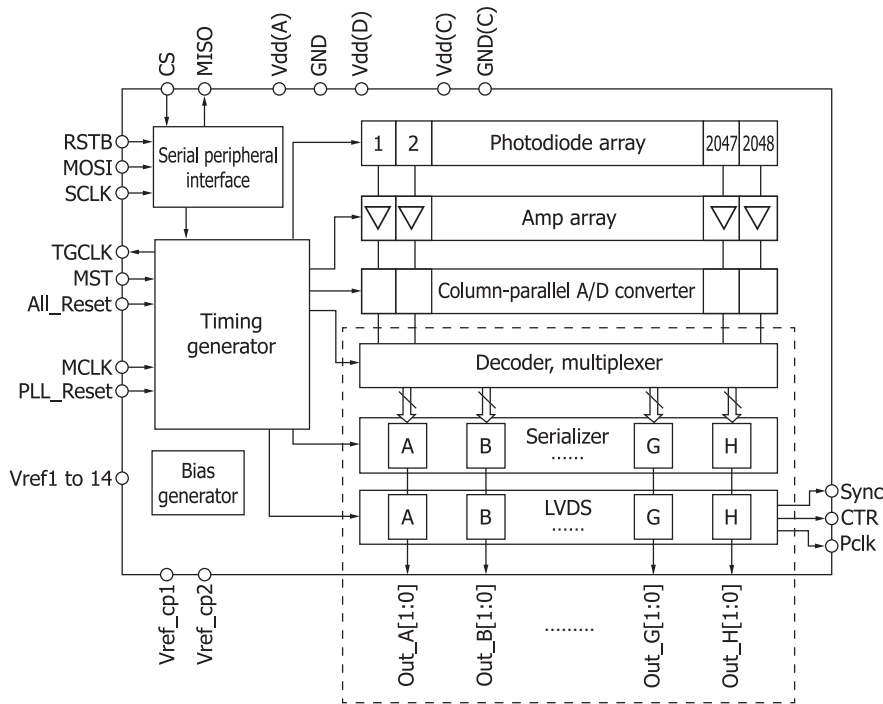 CS
MISO
Vdd(A)
GND
Vdd(D)
Vdd(C)
GND(C)
RSTB
MOSI
SCLK
Serial peripheral
interface
1
2
Photodiode array
2047
2048
Amp array
TGCLK
MST
All_Reset
MCLK
PLL_Reset
Timing
generator
Column-parallel A/D converter
Decoder, multiplexer
Serializer
A
B
......
G
H
Vref1 to 14
Bias
generator
LVDS
A
B
......
G
H
Sync
CTR
Pclk
Vref_cp1
Vref_cp2
Out_A[1:0]
Out_B[1:0]
.........
Out_G[1:0]
Out_H[1:0]